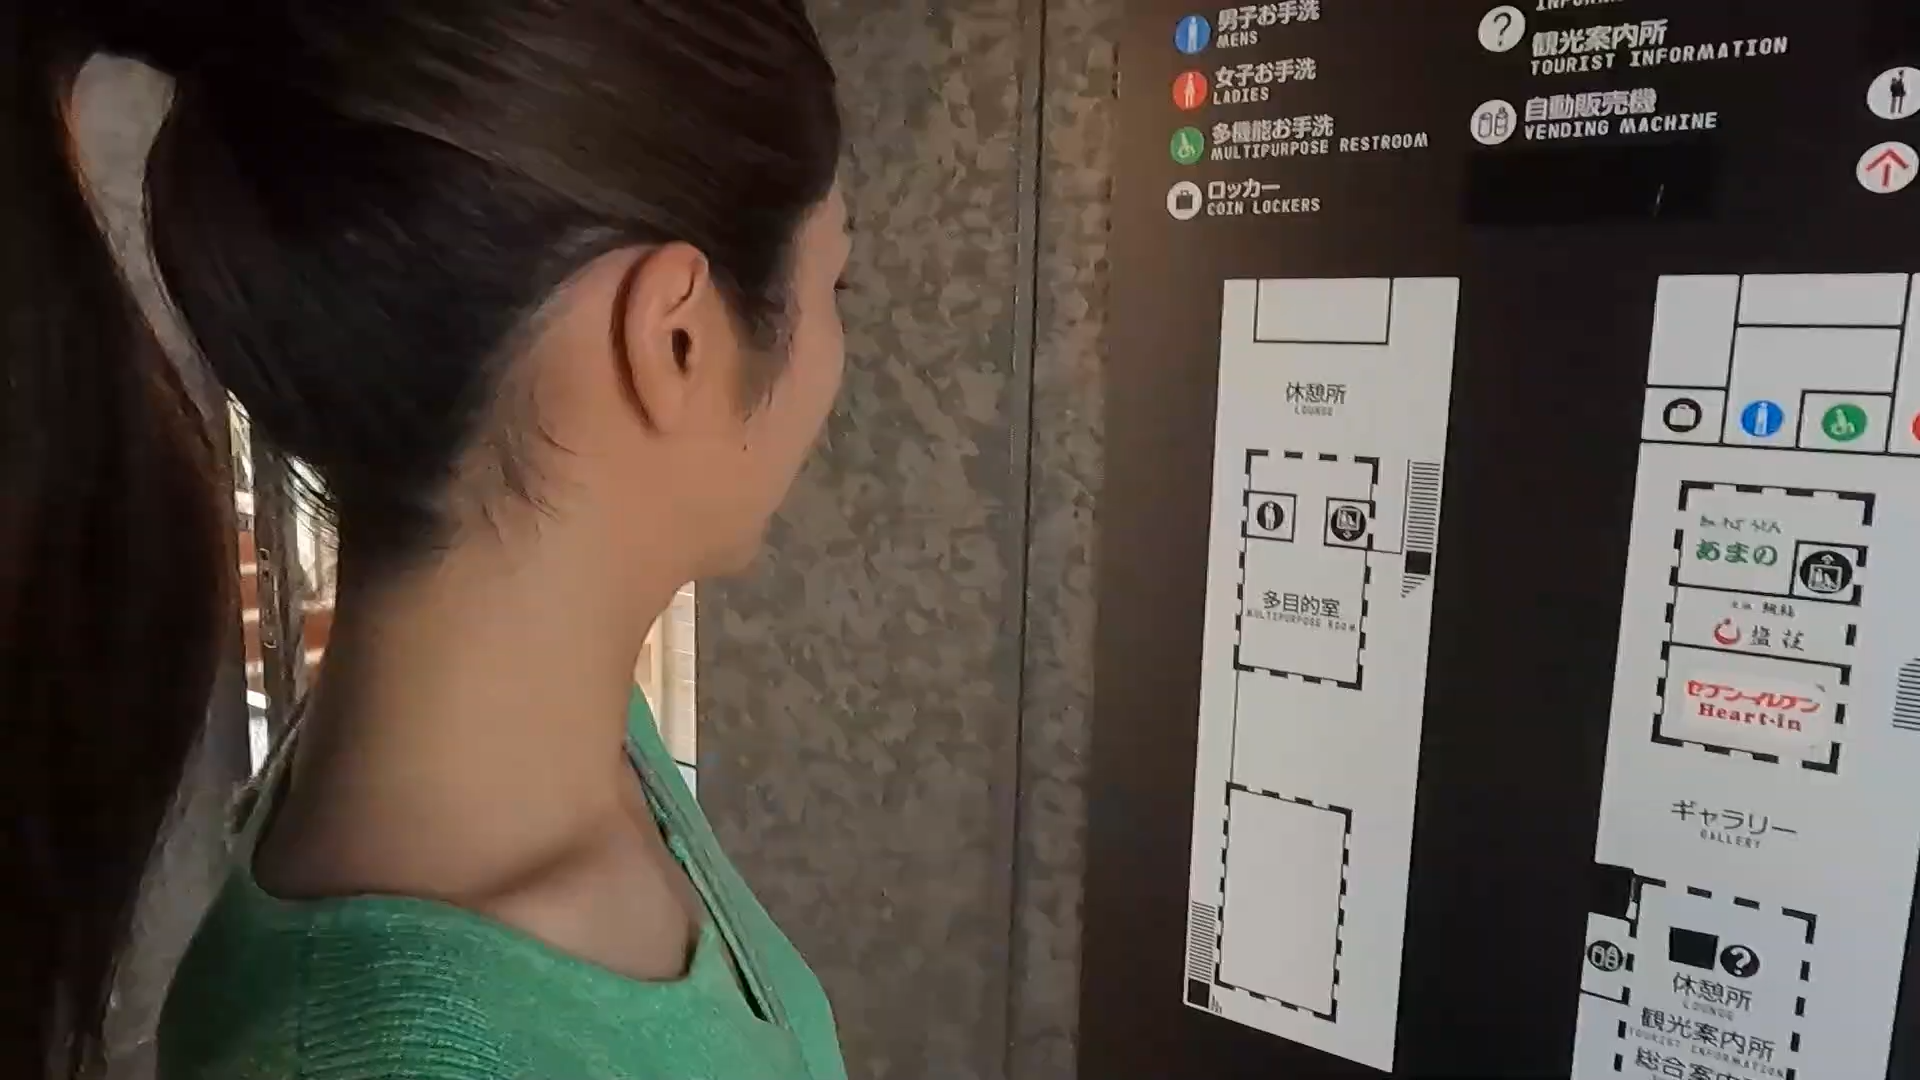 男子お手洗
MENS
女子お手洗
LADIES
多機能お手洗
MULTIPURPOSE RESTROOM
ロッカー
COIN LOCKERS
?
観光案内所
TOURIST INFORMATION
自動販売機
VENDING MACHINE
休憩所
LOUNGE
多目的室
MULTIPURPOSE ROOM
あまの
セブン-イレブン
Heart・in
ギャラリー
GALLERY
?
休憩所
LOUNGE
観光案内所
TOURIST INFORMATION